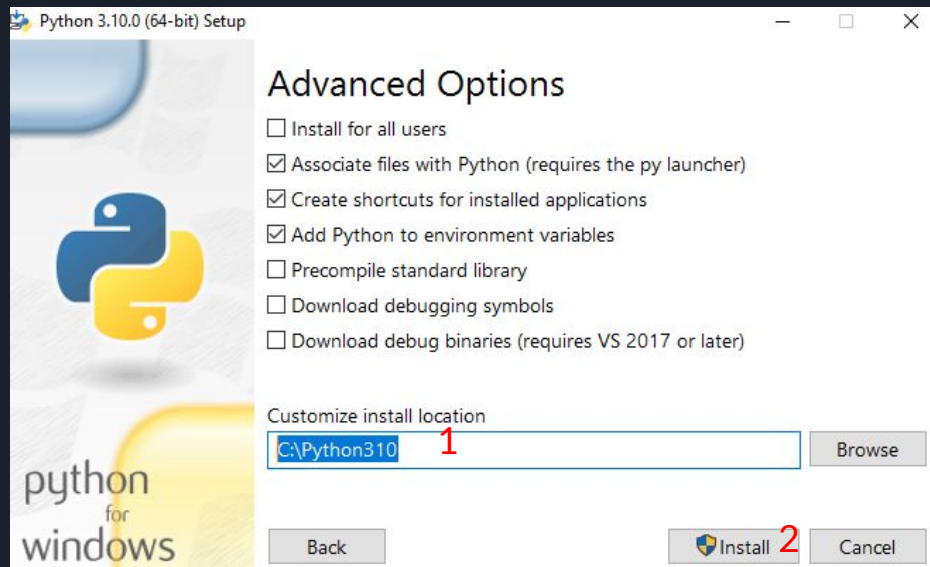 Python 3.10.0 (64-bit) Setup
Advanced Options
Install for all users
Associate files with Python (requires the py launcher)
Create shortcuts for installed applications
Add Python to environment variables
Precompile standard library
Download debugging symbols
Download debug binaries (requires VS 2017 or later)
Customize install location
C:\Python310 1
Browse
python
for
windows
Back
Install 2
Cancel